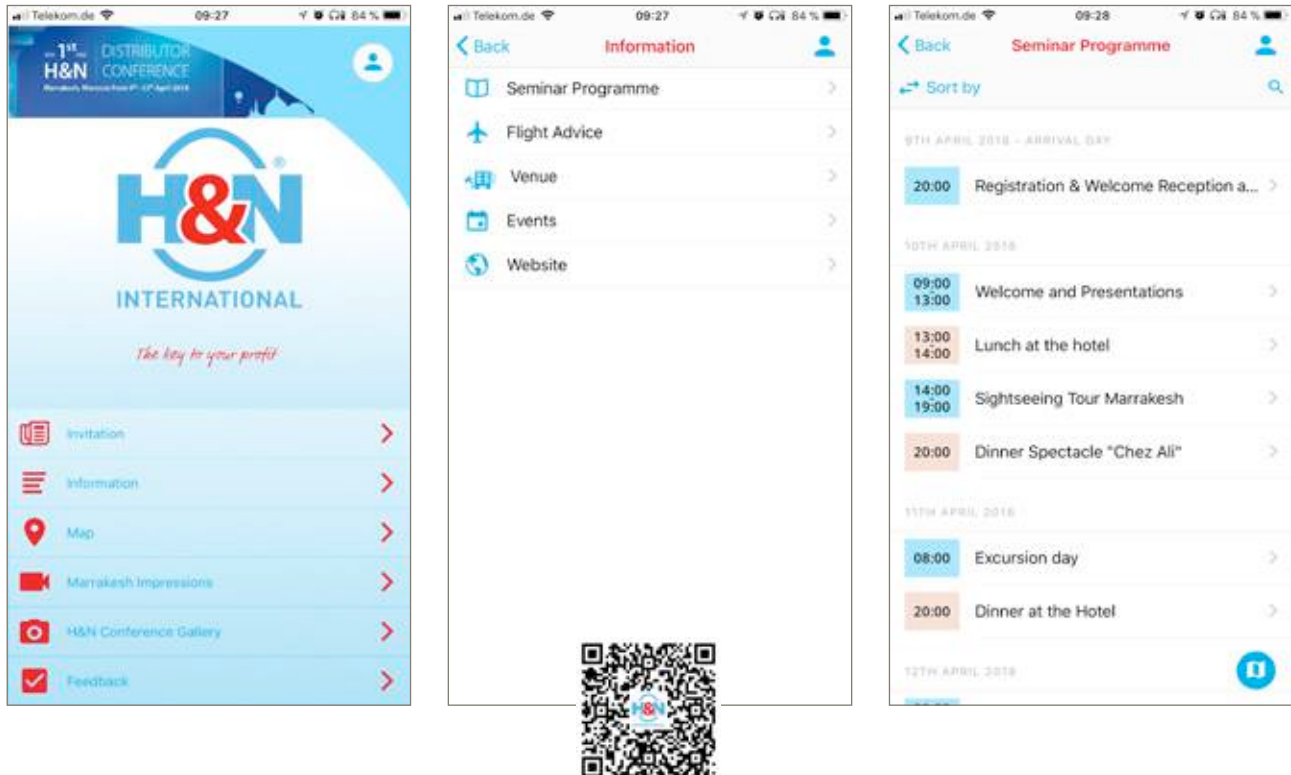 Telekom.de
09:27
84 %
1st
H&N
DISTRIBUTOR
CONFERENCE
H&N
®
INTERNATIONAL
The key to your profit
Invitation
Information
Map
Marrakesh Impressions
H&N Conference Gallery
Feedback
Telekom.de
09:27
84 %
Back
Information
Seminar Programme
Flight Advice
Venue
Events
Website
Telekom.de
09:28
84 %
Back
Seminar Programme
Sort by
9TH APRIL 2018 - ARRIVAL DAY
20:00 Registration & Welcome Reception a...
10TH APRIL 2018
09:00
-
13:00
Welcome and Presentations
13:00
-
14:00
Lunch at the hotel
14:00
-
19:00
Sightseeing Tour Marrakesh
20:00 Dinner Spectacle "Chez Ali"
11TH APRIL 2018
08:00 Excursion day
20:00 Dinner at the Hotel
12TH APRIL 2018
H&N